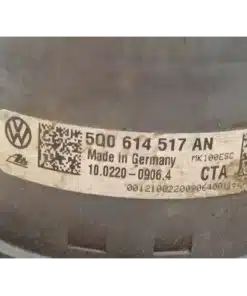 5Q0 614 517 AN
Made in Germany MK100ESC
10.0220-0906.4 CTA